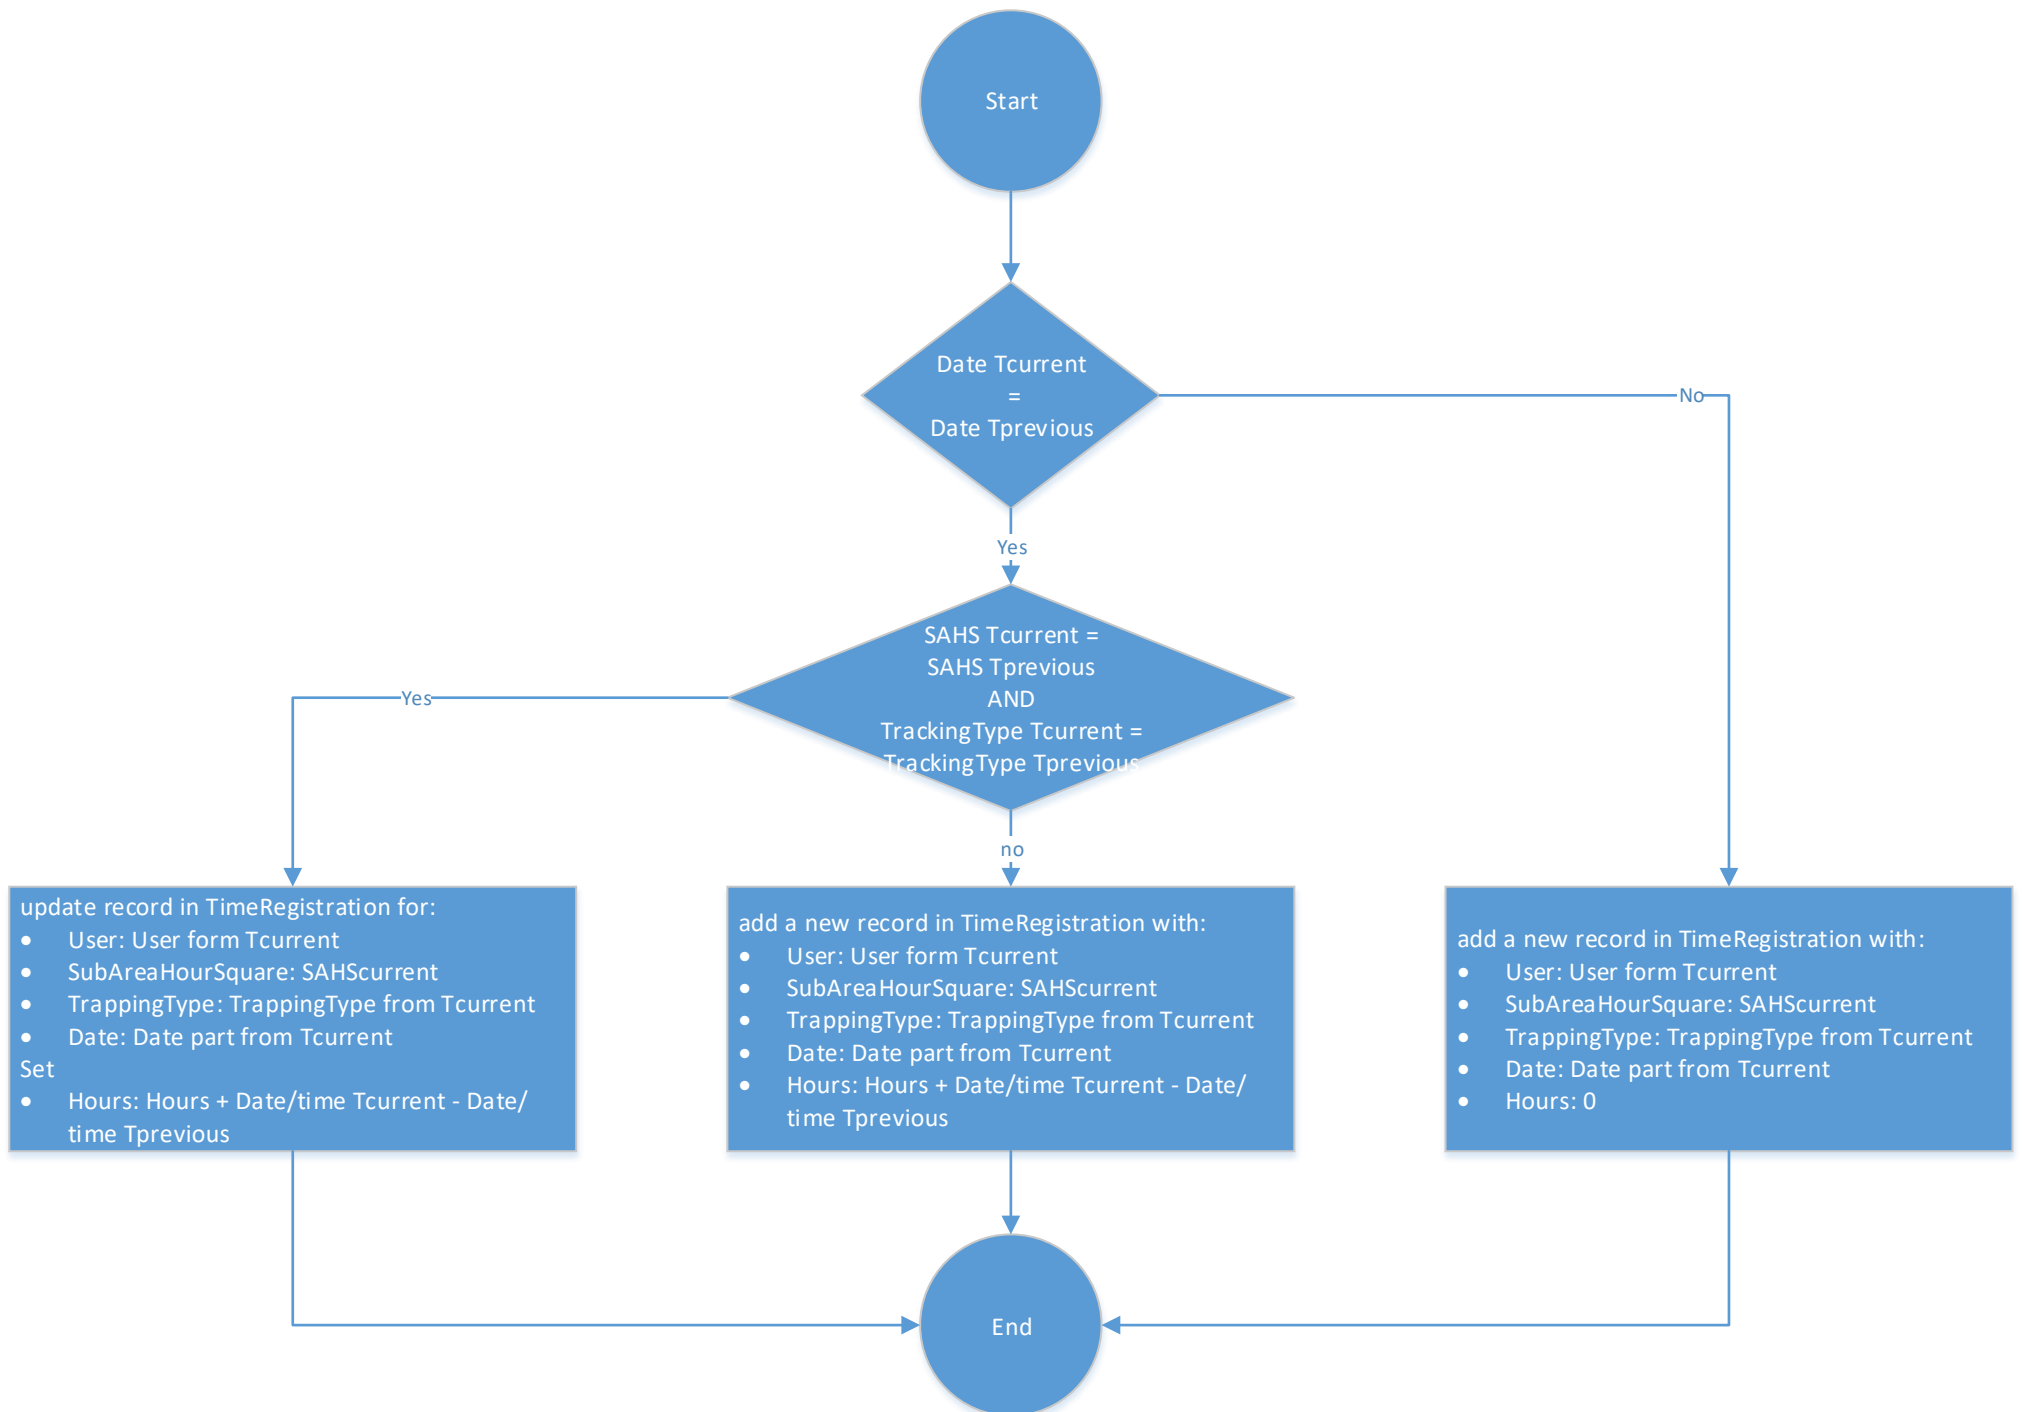 Start
Date Tcurrent
=
Date Tprevious
No
Yes
SAHS Tcurrent =
SAHS Tprevious
AND
TrackingType Tcurrent =
TrackingType Tprevious
Yes
no
update record in TimeRegistration for:
• User: User form Tcurrent
• SubAreaHourSquare: SAHScurrent
• TrappingType: TrappingType from Tcurrent
• Date: Date part from Tcurrent
Set
• Hours: Hours + Date/time Tcurrent - Date/
time Tprevious
add a new record in TimeRegistration with:
• User: User form Tcurrent
• SubAreaHourSquare: SAHScurrent
• TrappingType: TrappingType from Tcurrent
• Date: Date part from Tcurrent
• Hours: Hours + Date/time Tcurrent - Date/
time Tprevious
add a new record in TimeRegistration with:
• User: User form Tcurrent
• SubAreaHourSquare: SAHScurrent
• TrappingType: TrappingType from Tcurrent
• Date: Date part from Tcurrent
• Hours: 0
End